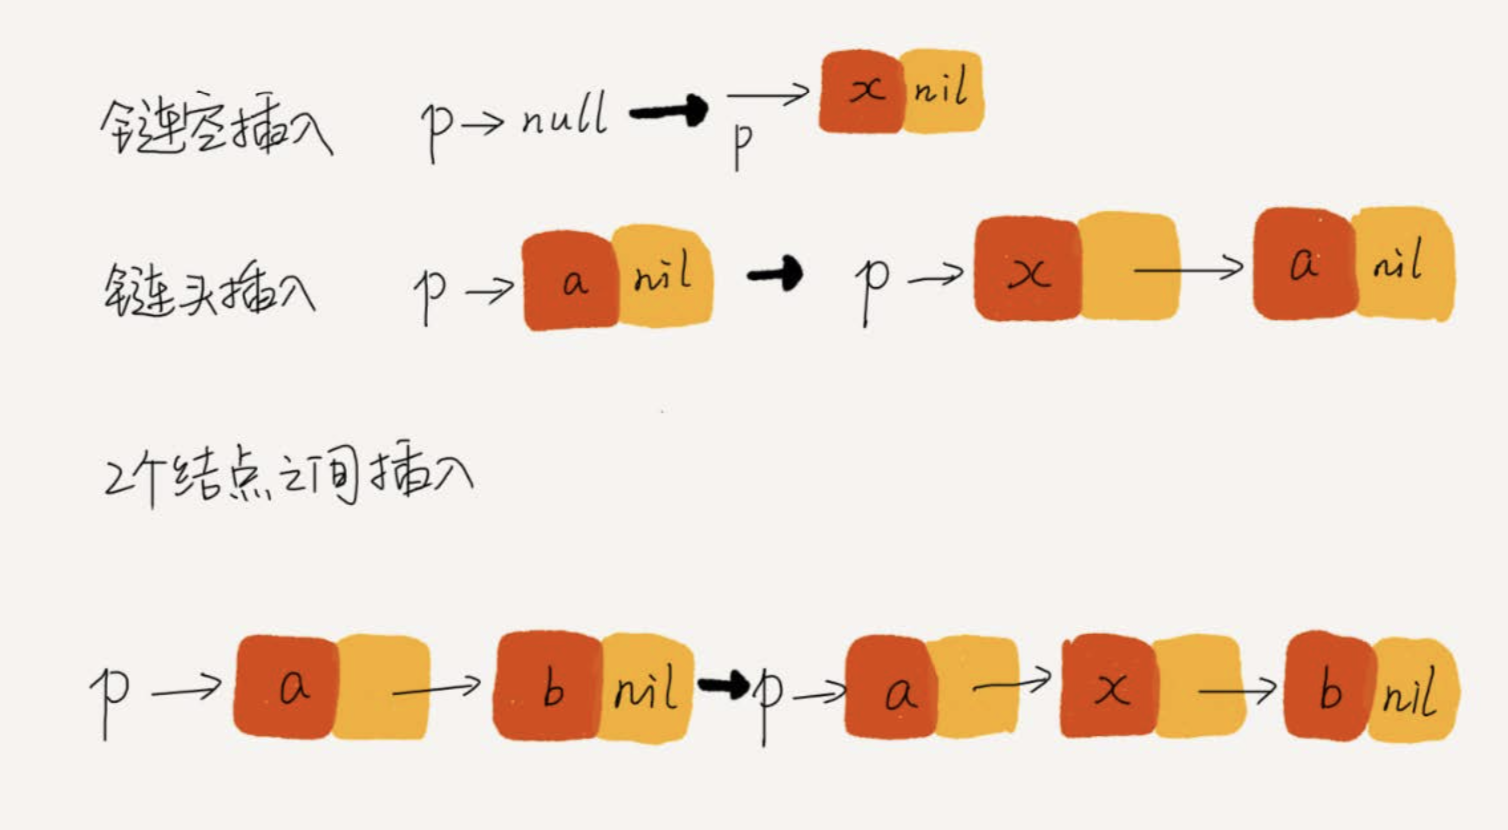 链空插入 p→null → p→ x nil
链头插入 p→ a nil → p→ x → a nil
2个结点之间插入
p→ a → b nil → p→ a → x → b nil